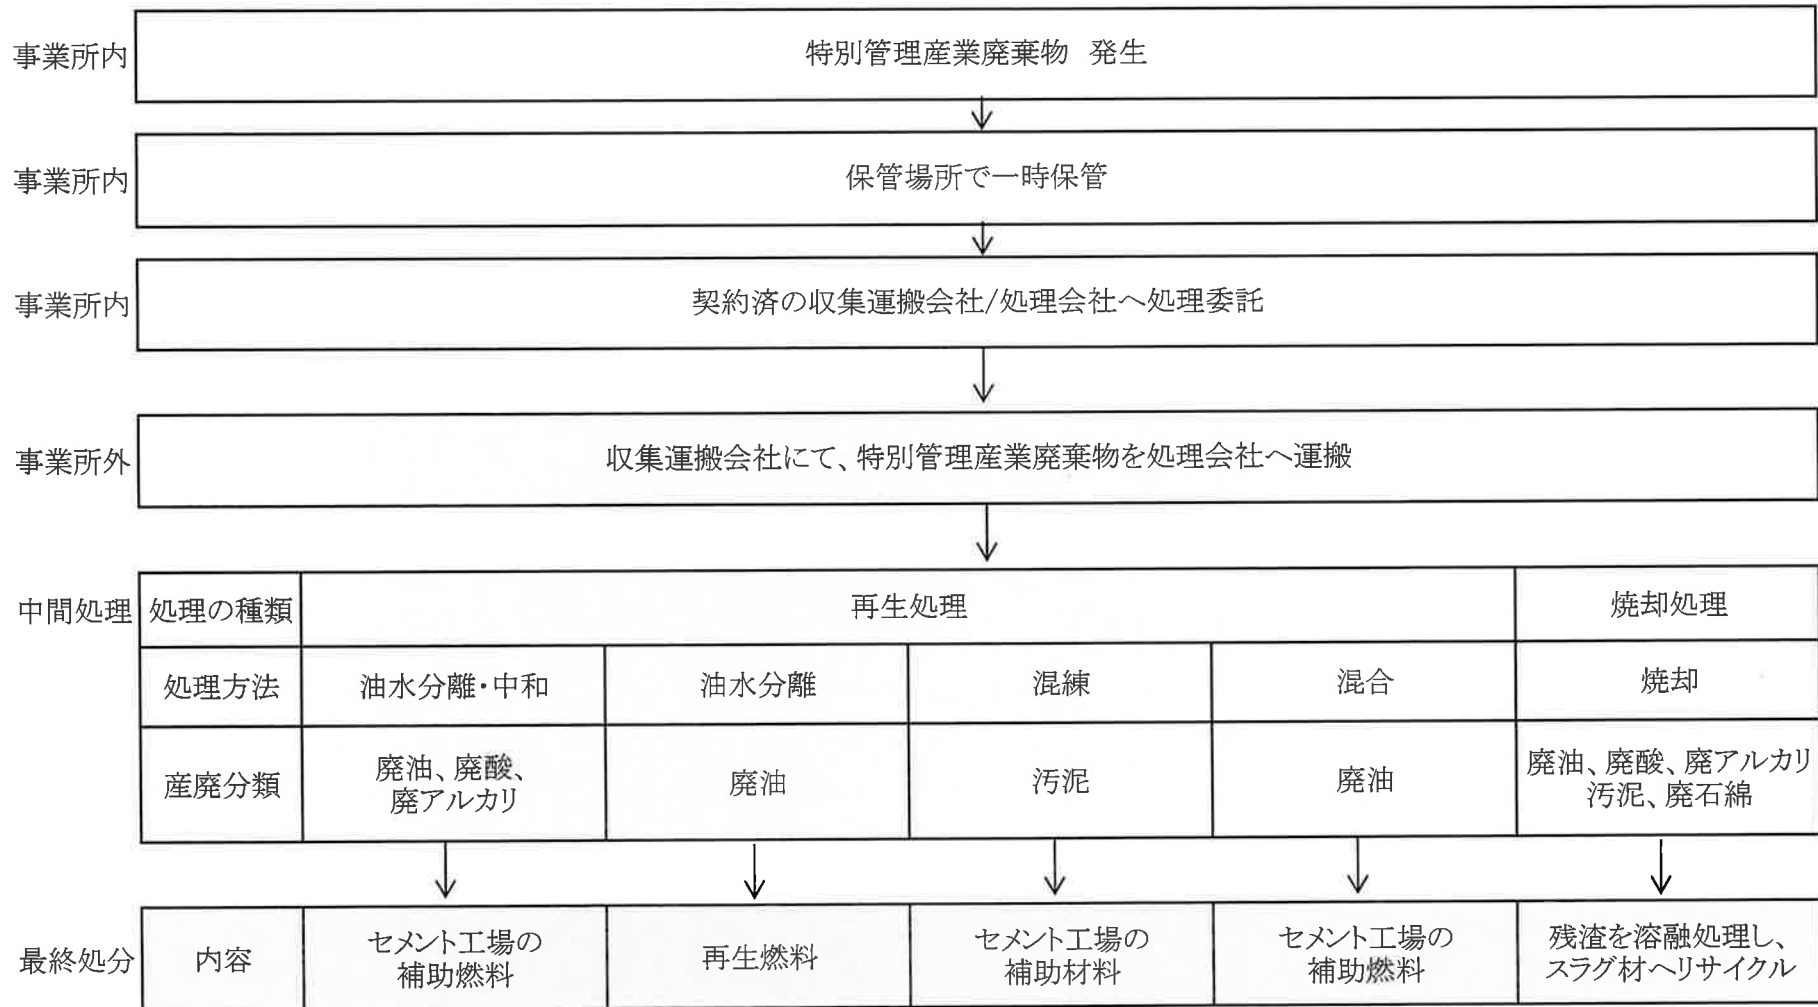 事業所内
特別管理産業廃棄物 発生
事業所内
保管場所で一時保管
事業所内
契約済の収集運搬会社/処理会社へ処理委託
事業所外
収集運搬会社にて、特別管理産業廃棄物を処理会社へ運搬
中間処理
処理の種類
再生処理
焼却処理
処理方法
油水分離・中和
油水分離
混練
混合
焼却
産廃分類
廃油、廃酸、
廃アルカリ
廃油
汚泥
廃油
廃油、廃酸、廃アルカリ
汚泥、廃石綿
最終処分
内容
セメント工場の
補助燃料
再生燃料
セメント工場の
補助材料
セメント工場の
補助燃料
残渣を溶融処理し、
スラグ材へリサイクル